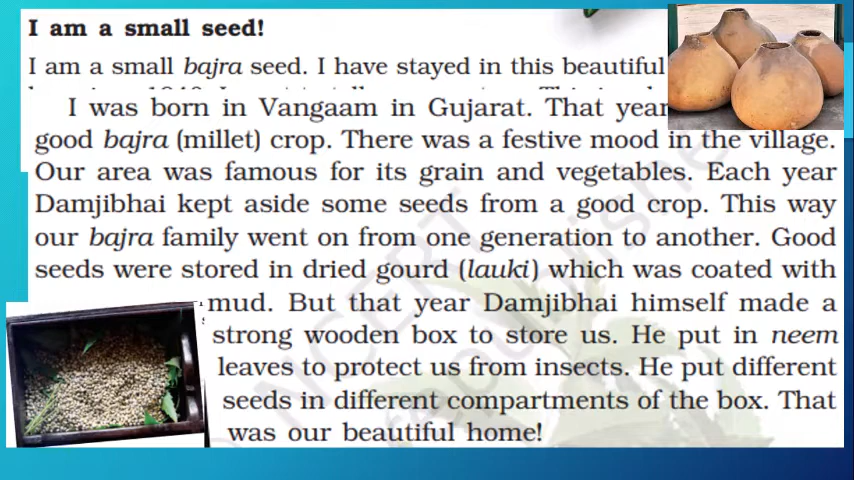 I am a small seed!
I am a small bajra seed. I have stayed in this beautiful
I was born in Vangaam in Gujarat. That year
good bajra (millet) crop. There was a festive mood in the village.
Our area was famous for its grain and vegetables. Each year
Damjibhai kept aside some seeds from a good crop. This way
our bajra family went on from one generation to another. Good
seeds were stored in dried gourd (lauki) which was coated with
mud. But that year Damjibhai himself made a
strong wooden box to store us. He put in neem
leaves to protect us from insects. He put different
seeds in different compartments of the box. That
was our beautiful home!